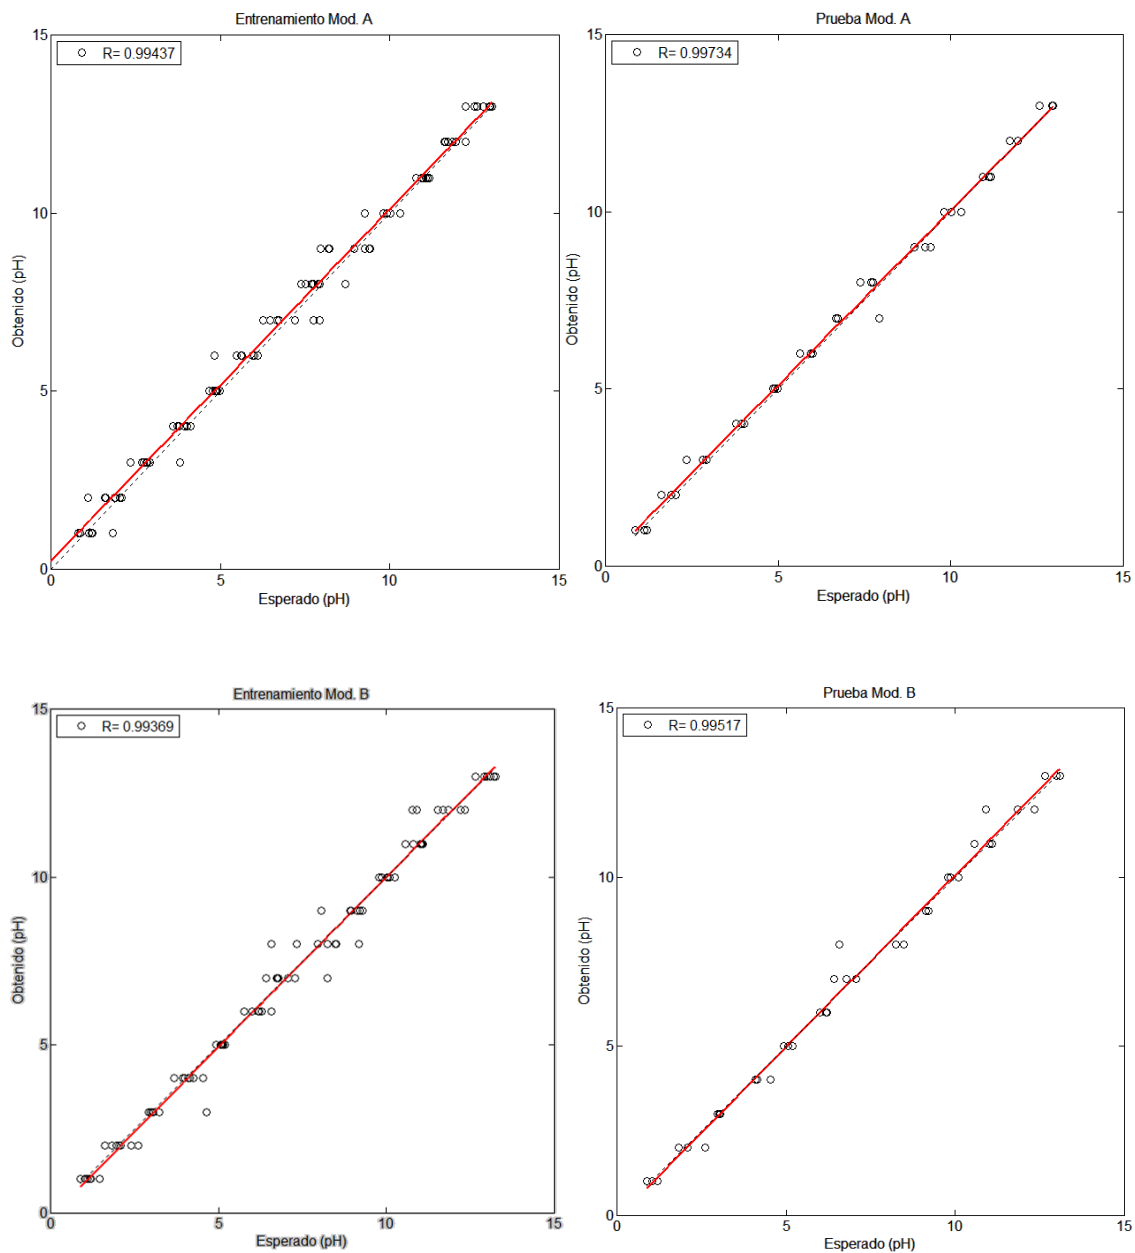 Entrenamiento Mod. A
R= 0.99437
15
10
5
0
Obtenido (pH)
0 5 10 15
Esperado (pH)
Prueba Mod. A
R= 0.99734
15
10
5
0
Obtenido (pH)
0 5 10 15
Esperado (pH)
Entrenamiento Mod. B
R= 0.99369
15
10
5
0
Obtenido (pH)
0 5 10 15
Esperado (pH)
Prueba Mod. B
R= 0.99517
15
10
5
0
Obtenido (pH)
0 5 10 15
Esperado (pH)